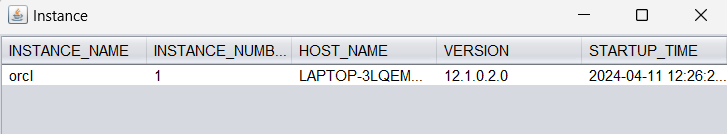 Instance
INSTANCE_NAME INSTANCE_NUMB... HOST_NAME VERSION STARTUP_TIME
orcl 1 LAPTOP-3LQEM... 12.1.0.2.0 2024-04-11 12:26:2...